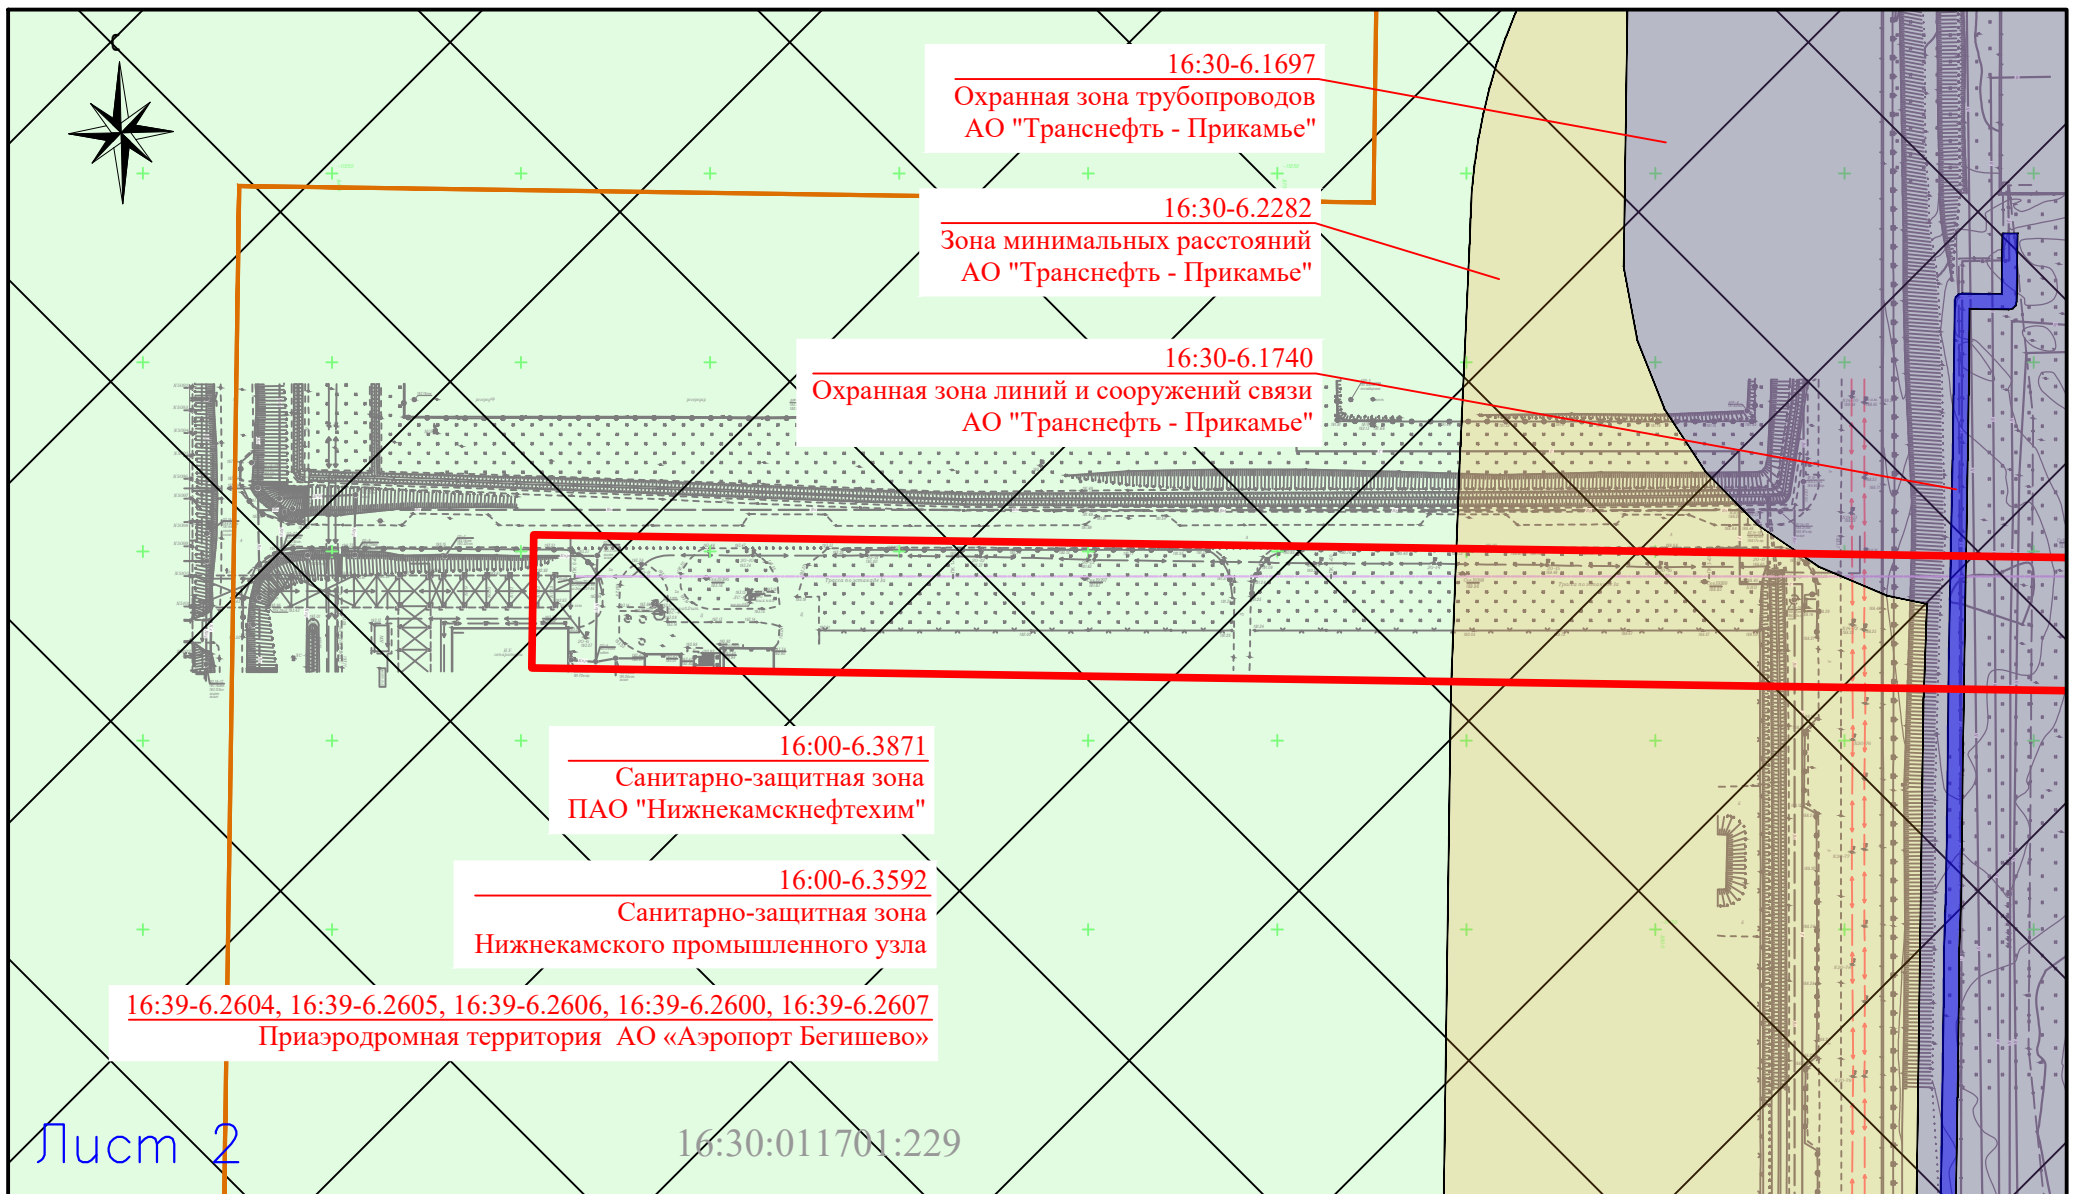 16:30-6.1697
Охранная зона трубопроводов
АО "Транснефть - Прикамье"
16:30-6.2282
Зона минимальных расстояний
АО "Транснефть - Прикамье"
16:30-6.1740
Охранная зона линий и сооружений связи
АО "Транснефть - Прикамье"
16:00-6.3871
Санитарно-защитная зона
ПАО "Нижнекамскнефтехим"
16:00-6.3592
Санитарно-защитная зона
Нижнекамского промышленного узла
16:39-6.2604, 16:39-6.2605, 16:39-6.2606, 16:39-6.2600, 16:39-6.2607
Приаэродромная территория АО «Аэропорт Бегишево»
Лист 2
16:30:011701:229